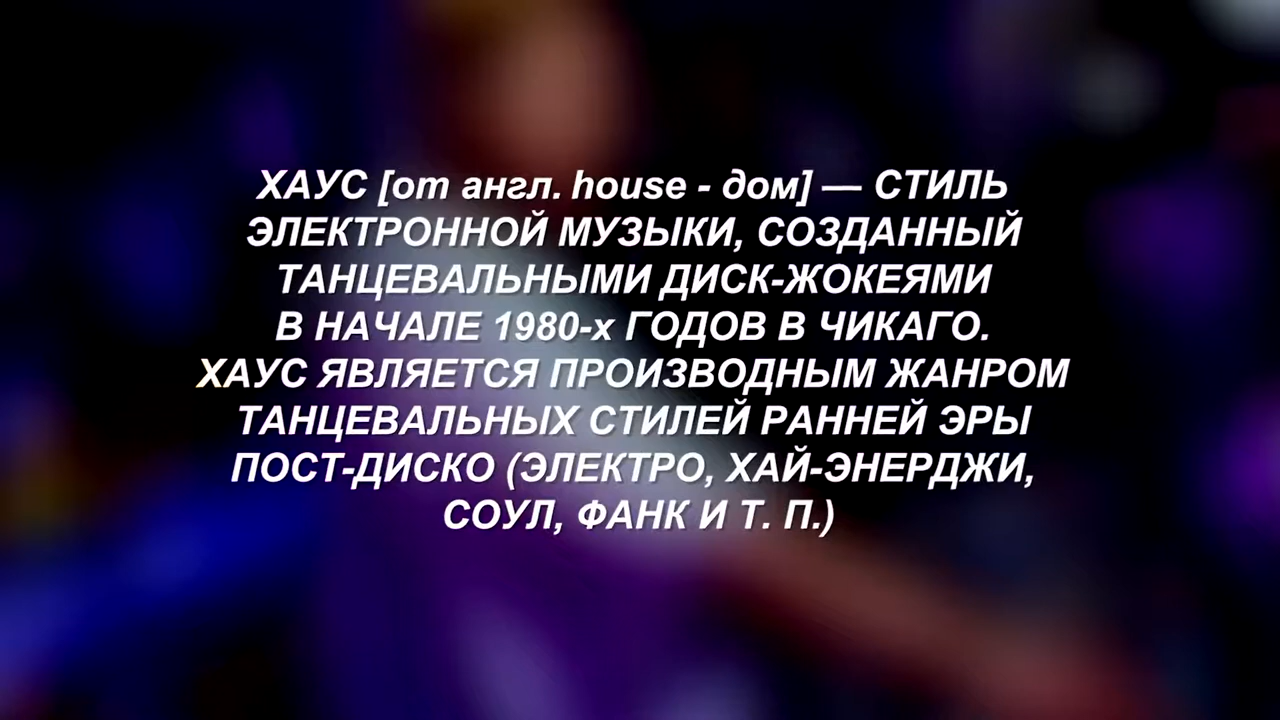 ХАУС [от англ. house - дом] — СТИЛЬ
ЭЛЕКТРОННОЙ МУЗЫКИ, СОЗДАННЫЙ
ТАНЦЕВАЛЬНЫМИ ДИСК-ЖОКЕЯМИ
В НАЧАЛЕ 1980-х ГОДОВ В ЧИКАГО.
ХАУС ЯВЛЯЕТСЯ ПРОИЗВОДНЫМ ЖАНРОМ
ТАНЦЕВАЛЬНЫХ СТИЛЕЙ РАННЕЙ ЭРЫ
ПОСТ-ДИСКО (ЭЛЕКТРО, ХАЙ-ЭНЕРДЖИ,
СОУЛ, ФАНК И Т. П.)